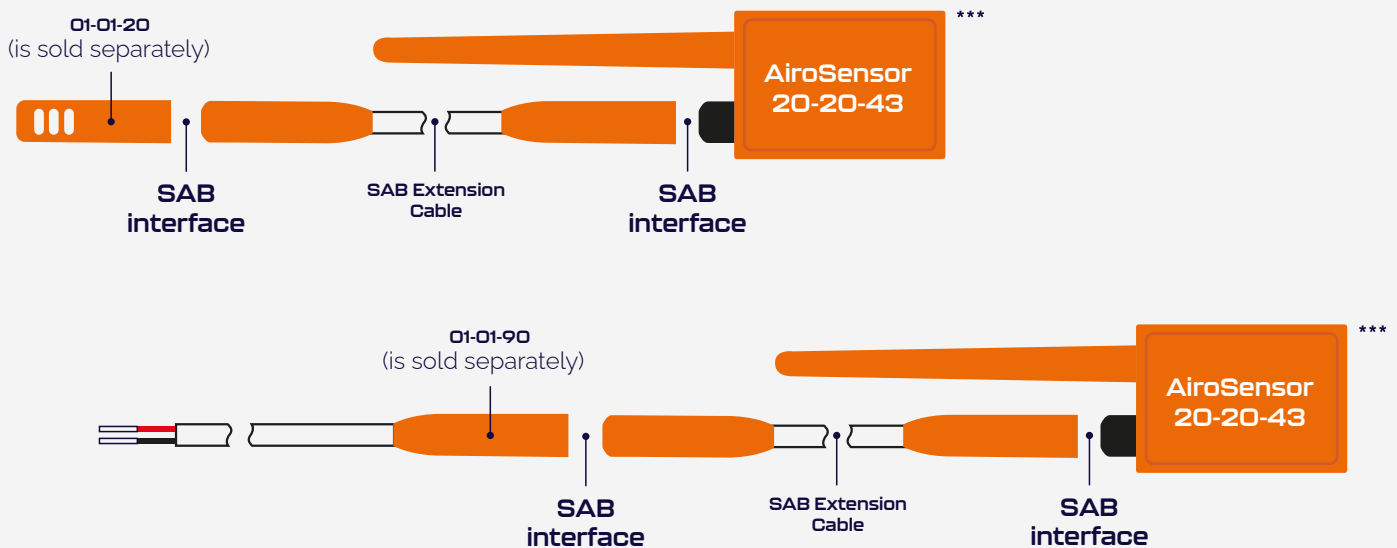 01-01-20
(is sold separately)
***
AiroSensor
20-20-43
SAB
interface
SAB Extension
Cable
SAB
interface
01-01-90
(is sold separately)
***
AiroSensor
20-20-43
SAB
interface
SAB Extension
Cable
SAB
interface